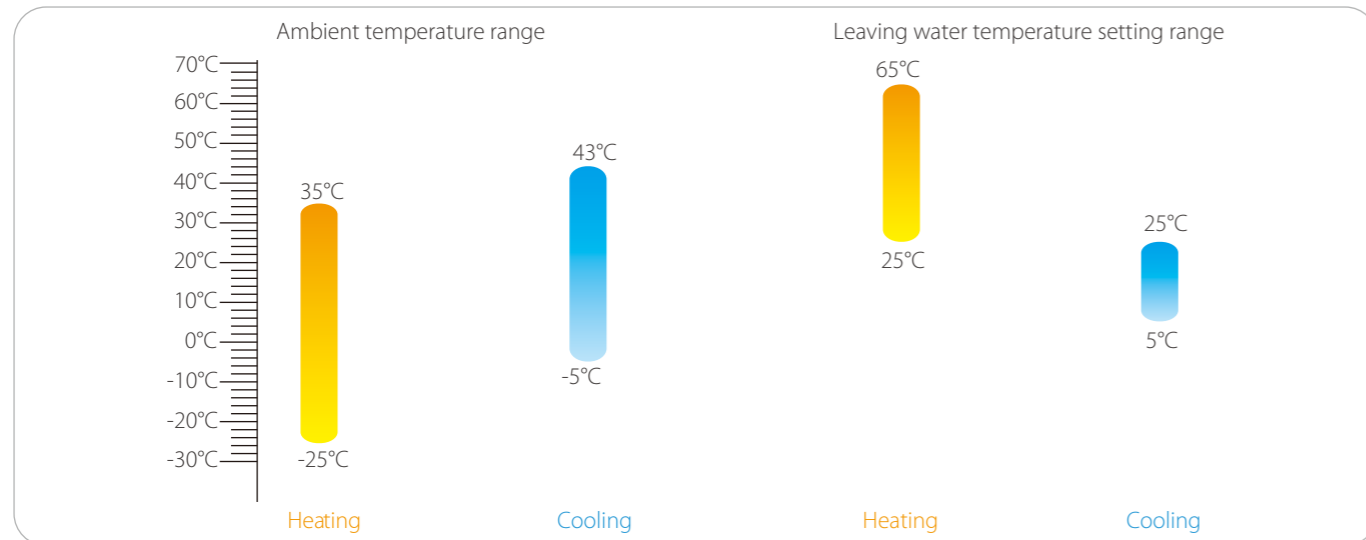 Ambient temperature range
Leaving water temperature setting range
70°C
60°C
50°C
40°C
30°C
20°C
10°C
0°C
-10°C
-20°C
-30°C
35°C
-25°C
43°C
-5°C
65°C
25°C
25°C
5°C
Heating
Cooling
Heating
Cooling